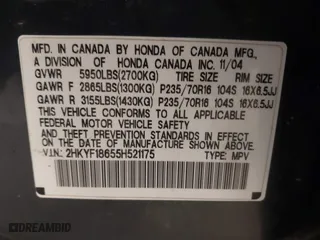 MFD. IN CANADA BY HONDA OF CANADA MFG.,
A DIVISION OF HONDA CANADA INC. 11/04
GVWR 5950LBS(2700KG) TIRE SIZE RIM SIZE
GAWR F 2865LBS(1300KG) P235/70R16 104S 16X6.5JJ
GAWR R 3155LBS(1430KG) P235/70R16 104S 16X6.5JJ
THIS VEHICLE CONFORMS TO ALL APPLICABLE
FEDERAL MOTOR VEHICLE SAFETY AND
THEFT PREVENTION STANDARDS IN EFFECT ON
THE DATE OF MANUFACTURE SHOWN ABOVE.
V.I.N.: 2HKYF18655H521175 TYPE: MPV
DREAMBID